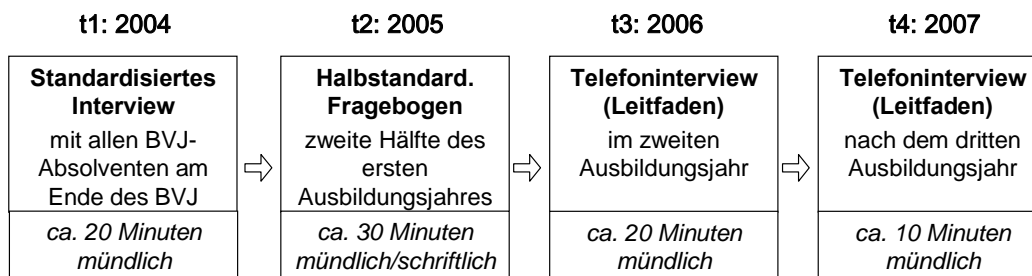 t1: 2004
t2: 2005
t3: 2006
t4: 2007
Standardisiertes
Interview
mit allen BVJ-
Absolventen am
Ende des BVJ
ca. 20 Minuten
mündlich
Halbstandard.
Fragebogen
zweite Hälfte des
ersten
Ausbildungsjahres
ca. 30 Minuten
mündlich/schriftlich
Telefoninterview
(Leitfaden)
im zweiten
Ausbildungsjahr
ca. 20 Minuten
mündlich
Telefoninterview
(Leitfaden)
nach dem dritten
Ausbildungsjahr
ca. 10 Minuten
mündlich